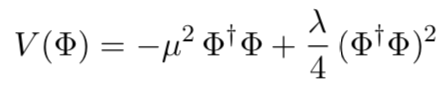 V(Φ) = −μ² Φ†Φ + λ/4 (Φ†Φ)²